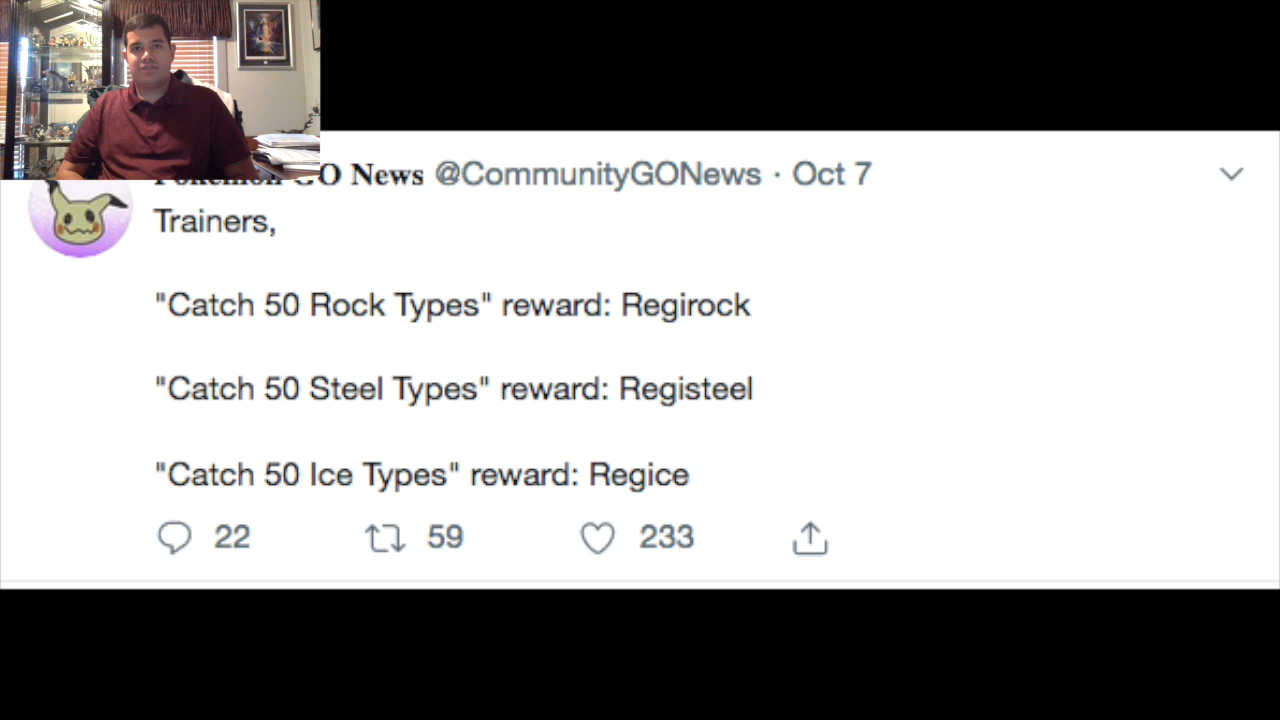 Pokémon GO News @CommunityGONews · Oct 7
Trainers,
"Catch 50 Rock Types" reward: Regirock
"Catch 50 Steel Types" reward: Registeel
"Catch 50 Ice Types" reward: Regice
22 59 233